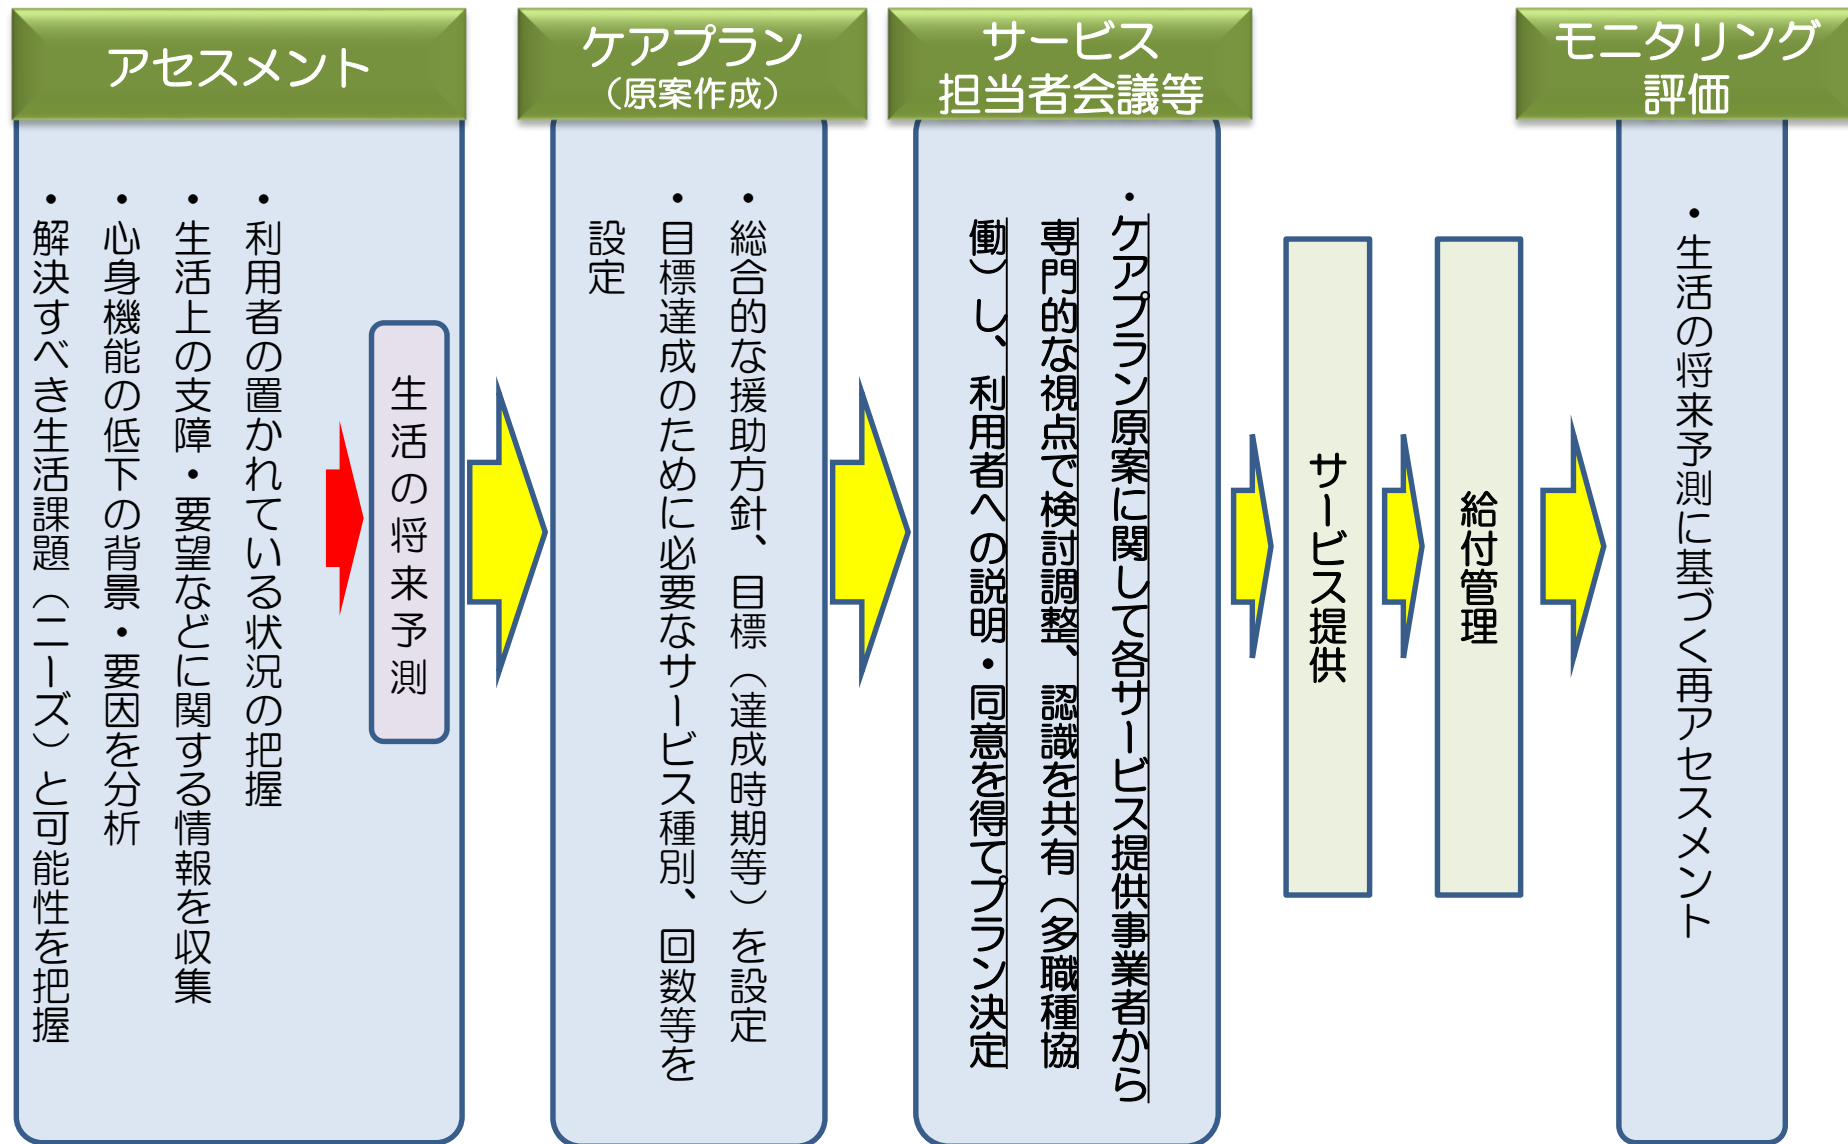 アセスメント
・利用者の置かれている状況の把握
・生活上の支障・要望などに関する情報を収集
・心身機能の低下の背景・要因を分析
・解決すべき生活課題（ニーズ）と可能性を把握
生活の将来予測
ケアプラン
（原案作成）
・総合的な援助方針、目標（達成時期等）を設定
・目標達成のために必要なサービス種別、回数等を
設定
サービス
担当者会議等
・ケアプラン原案に関して各サービス提供事業者から
専門的な視点で検討調整、認識を共有（多職種協
働）し、利用者への説明・同意を得てプラン決定
サービス提供
給付管理
モニタリング
評価
・生活の将来予測に基づく再アセスメント